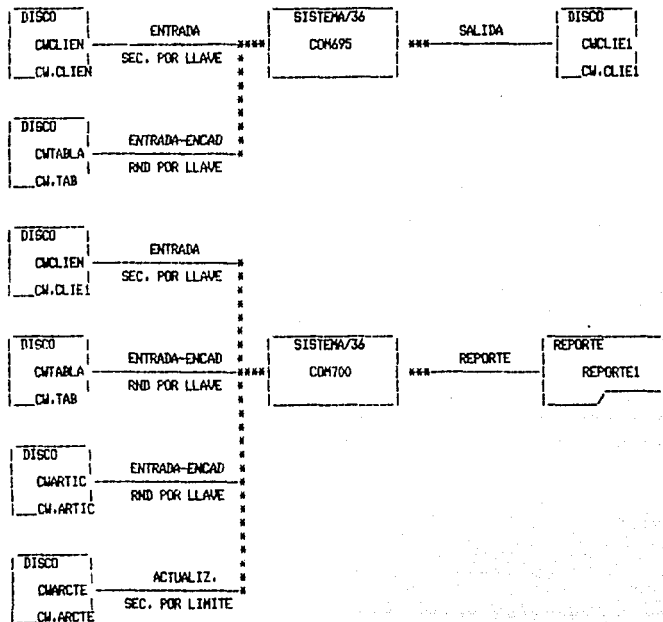 DISCO
CWCLIEN
CW.CLIEN
ENTRADA
SEC. POR LLAVE
SISTEMA/36
COM695
SALIDA
DISCO
CWCLIE1
CW.CLIE1
DISCO
CWTABLA
CW.TAB
ENTRADA-ENCAD
RND POR LLAVE
DISCO
CWCLIEN
CW.CLIE1
ENTRADA
SEC. POR LLAVE
DISCO
CWTABLA
CW.TAB
ENTRADA-ENCAD
RND POR LLAVE
SISTEMA/36
COM700
REPORTE
REPORTE
REPORTE1
DISCO
CWARTIC
CW.ARTIC
ENTRADA-ENCAD
RND POR LLAVE
DISCO
CWARCTE
CW.ARCTE
ACTUALIZ.
SEC. POR LIMITE